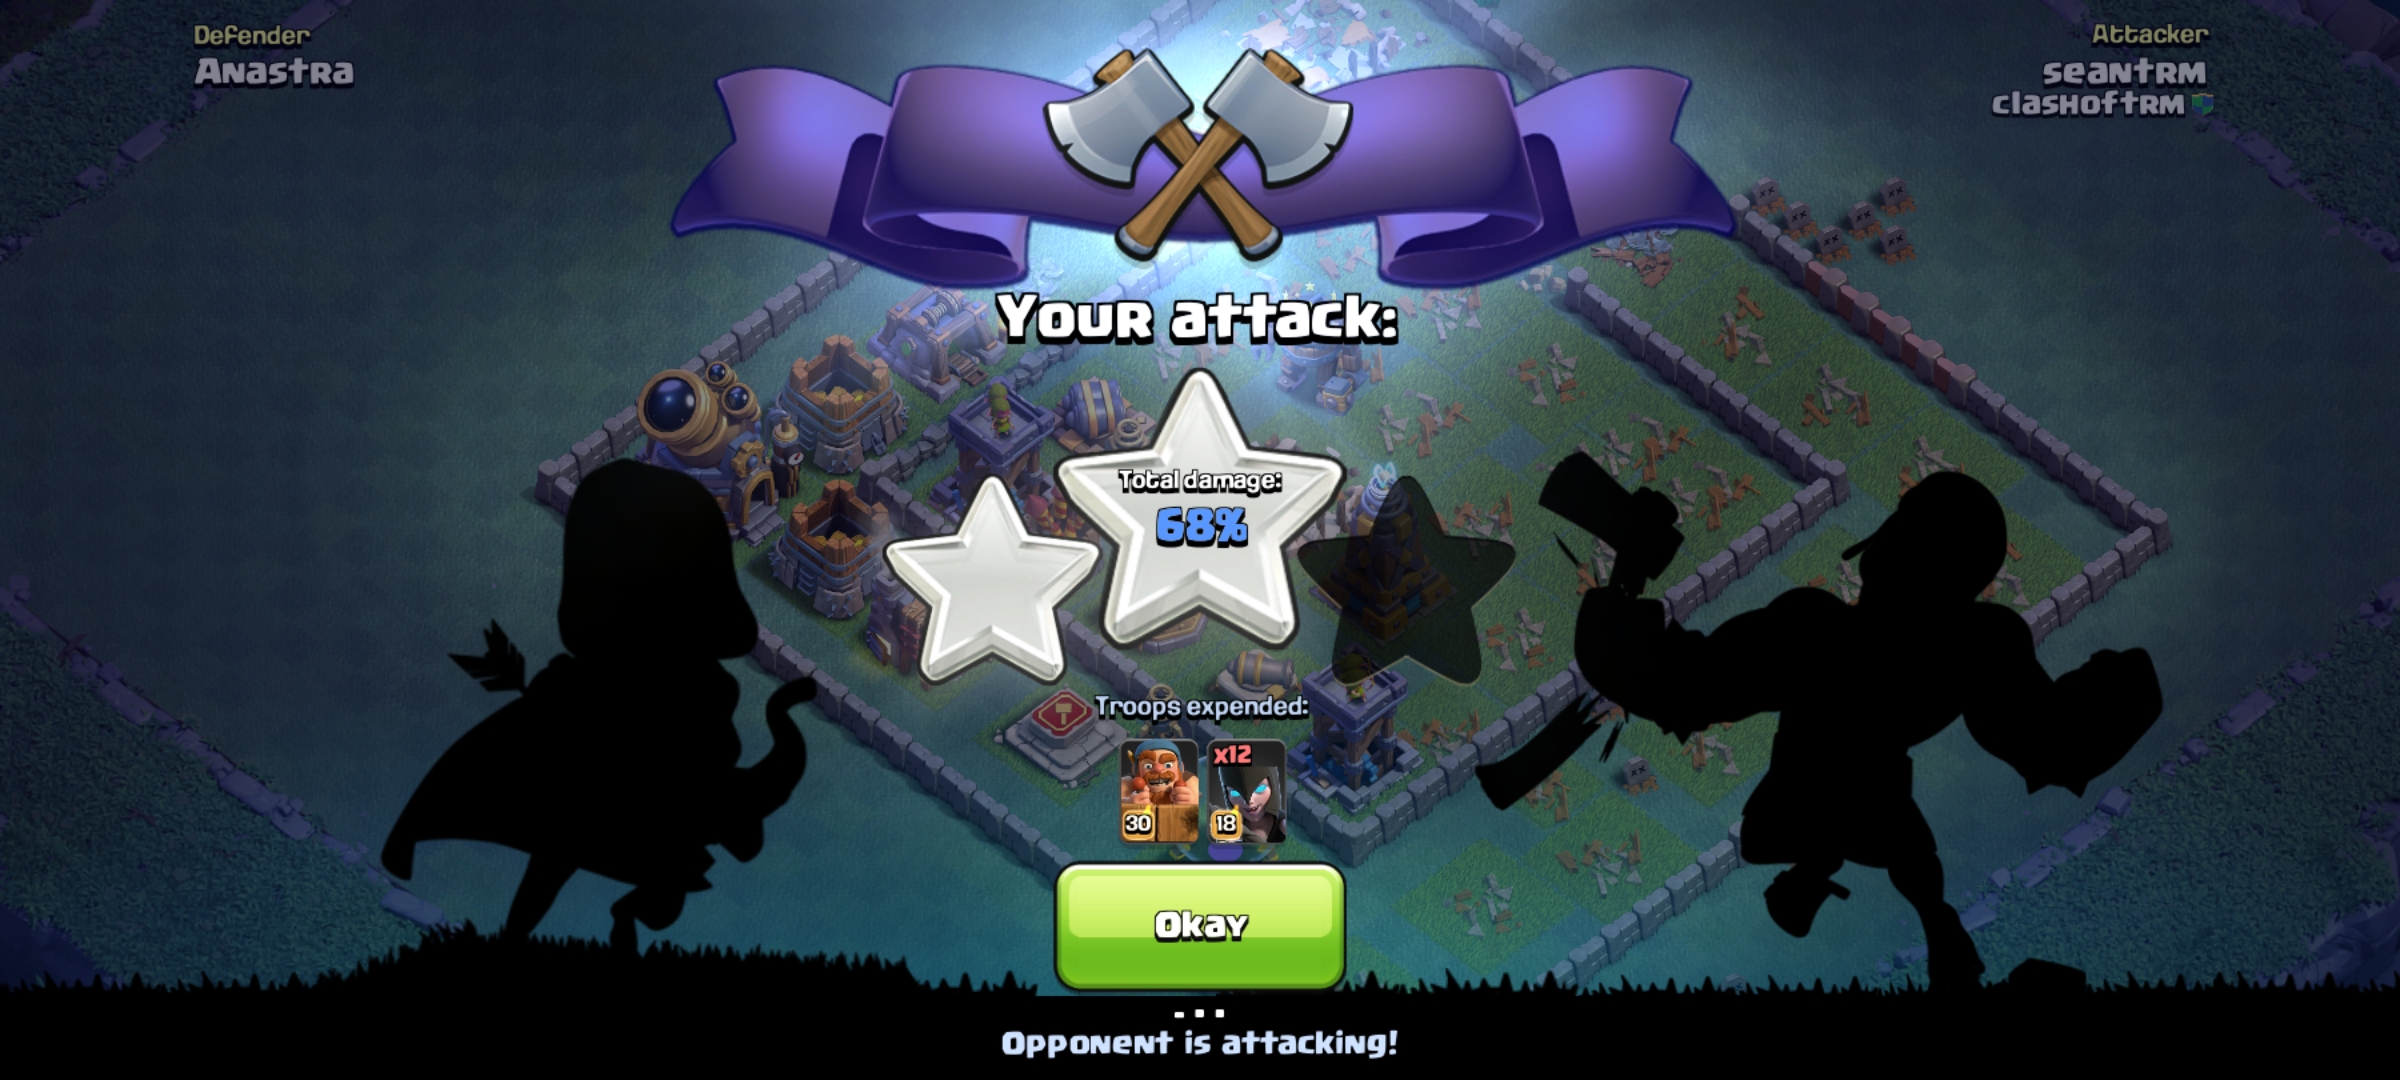 Defender
Anastra
Attacker
seantrm
clashoftrm
Your attack:
Total damage:
68%
Troops expended:
x12
30
18
Okay
Opponent is attacking!